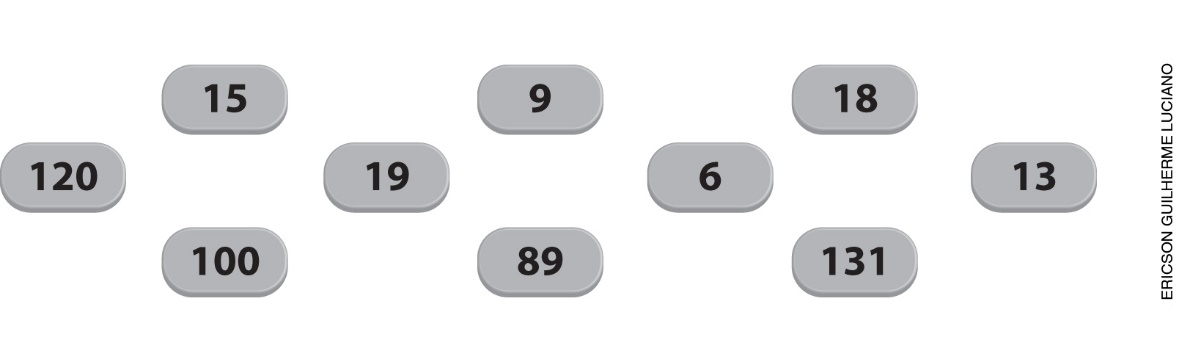 15 9 18
120 19 6 13
100 89 131
ERICSON GUILHERME LUCIANO